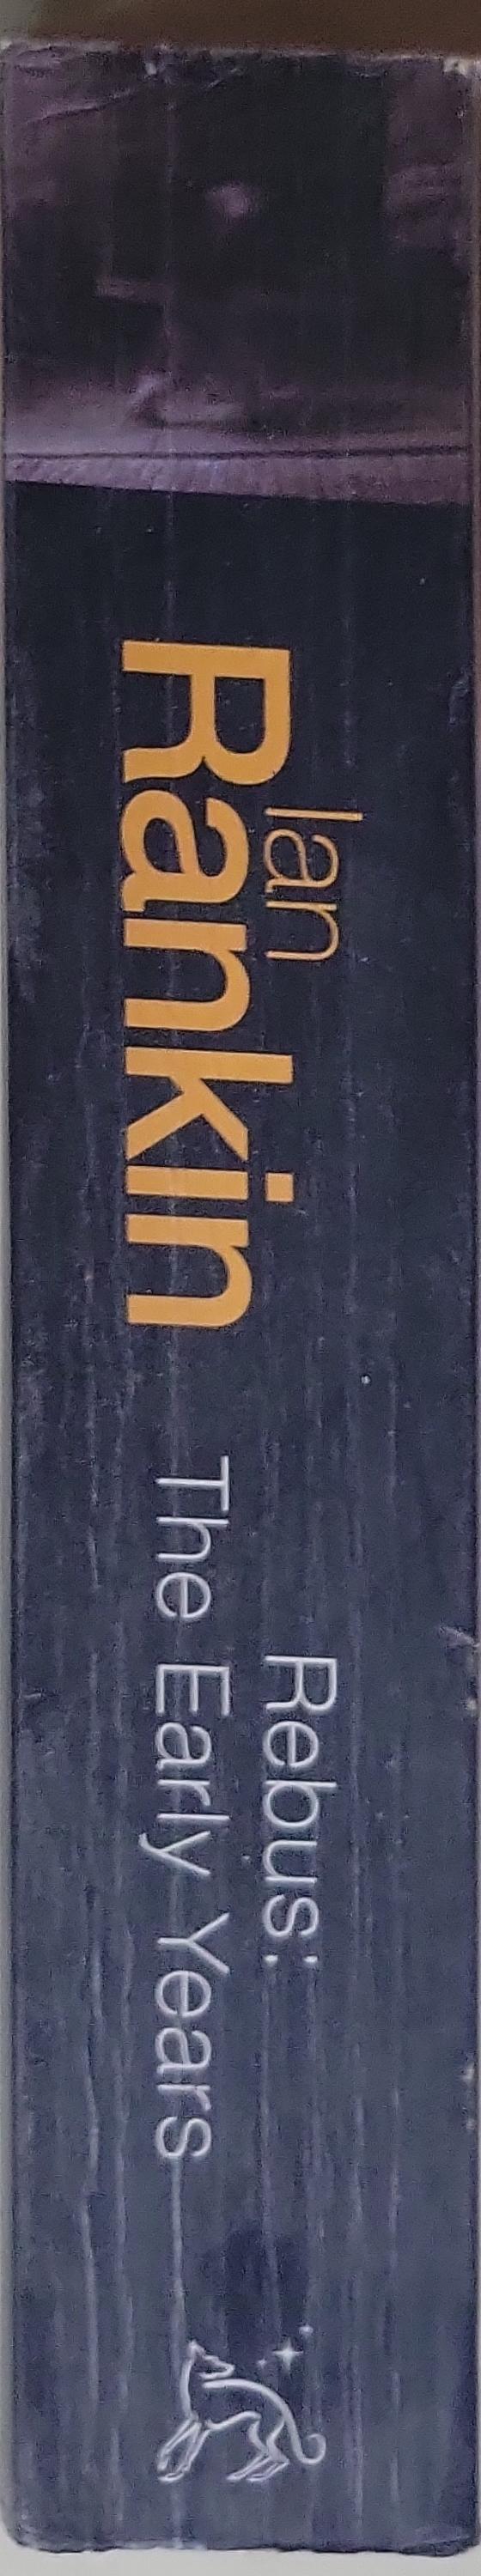 Ian
Rankin
Rebus:
The Early Years